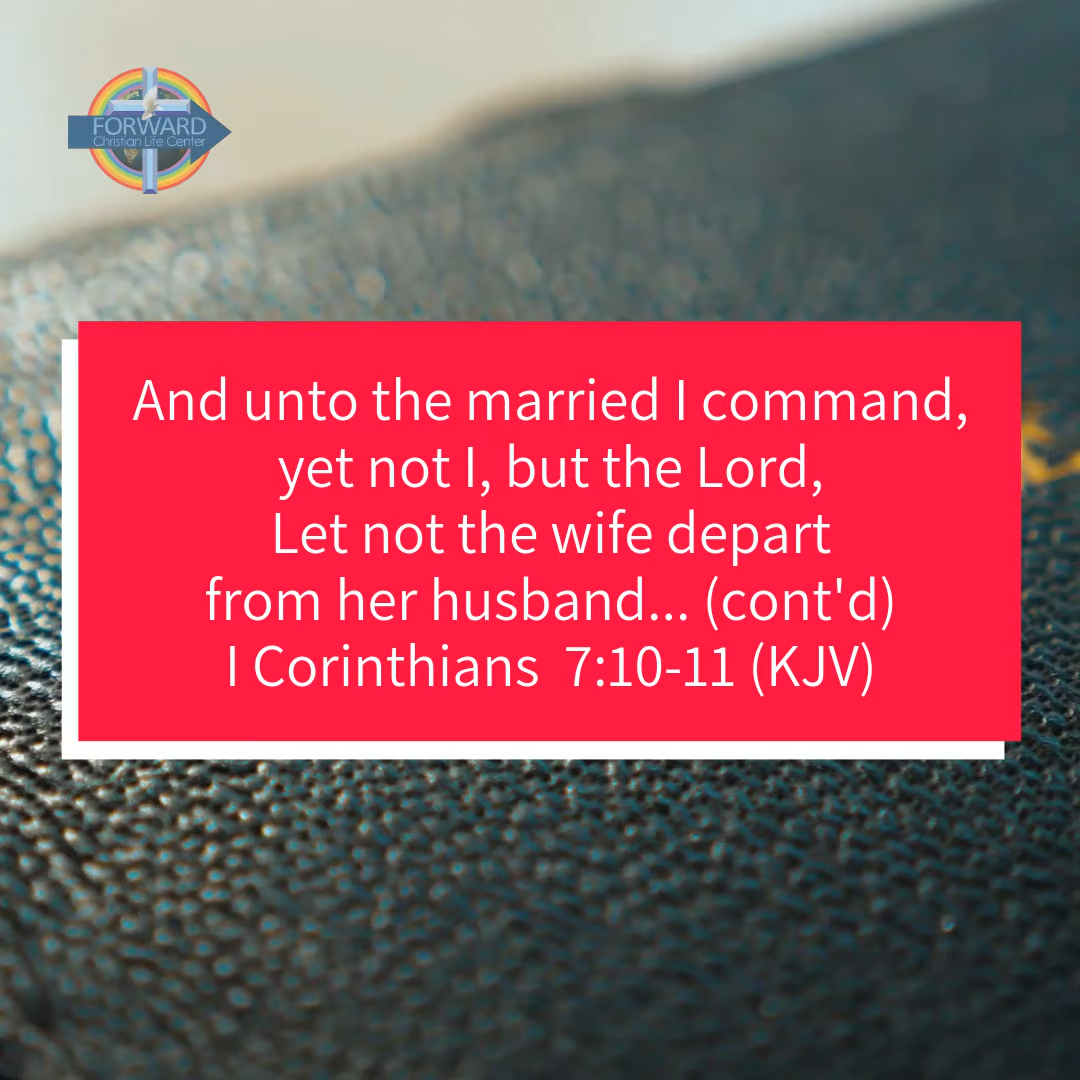 FORWARD
Christian Life Center
And unto the married I command,
yet not I, but the Lord,
Let not the wife depart
from her husband... (cont'd)
I Corinthians  7:10-11 (KJV)